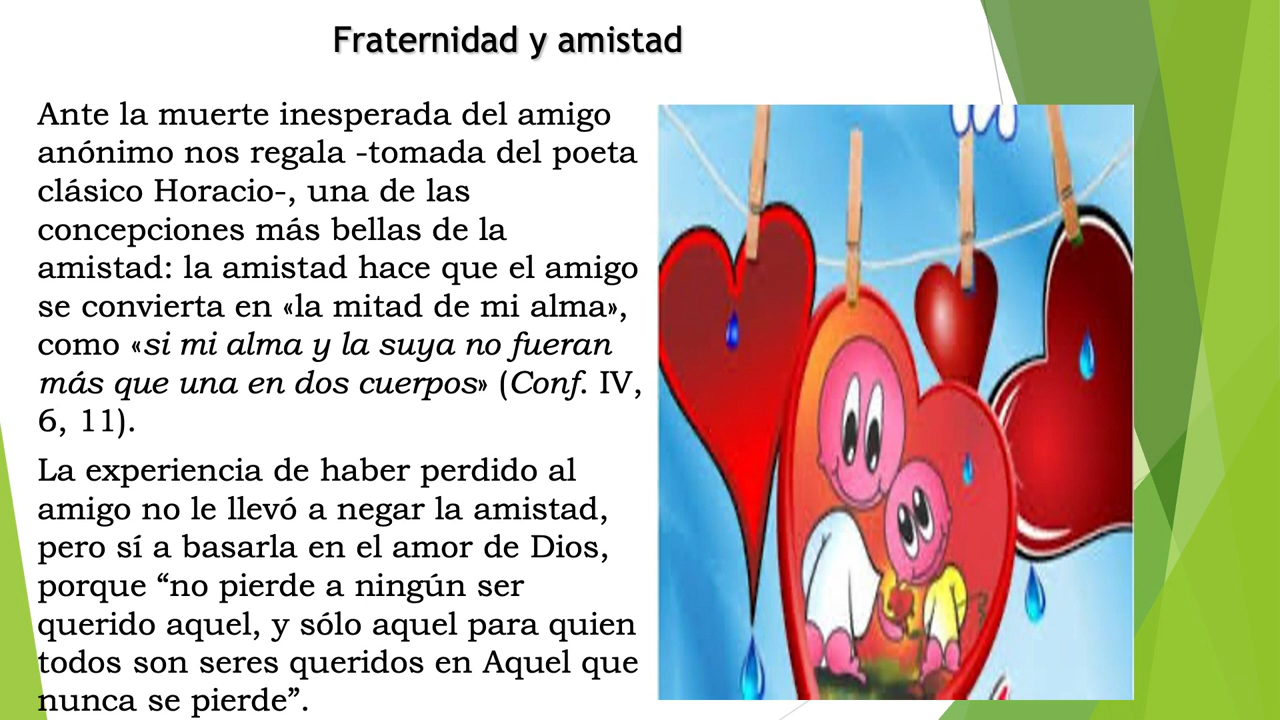 Fraternidad y amistad
Ante la muerte inesperada del amigo
anónimo nos regala -tomada del poeta
clásico Horacio-, una de las
concepciones más bellas de la
amistad: la amistad hace que el amigo
se convierta en «la mitad de mi alma»,
como «si mi alma y la suya no fueran
más que una en dos cuerpos» (Conf. IV,
6, 11).
La experiencia de haber perdido al
amigo no le llevó a negar la amistad,
pero sí a basarla en el amor de Dios,
porque “no pierde a ningún ser
querido aquel, y sólo aquel para quien
todos son seres queridos en Aquel que
nunca se pierde”.